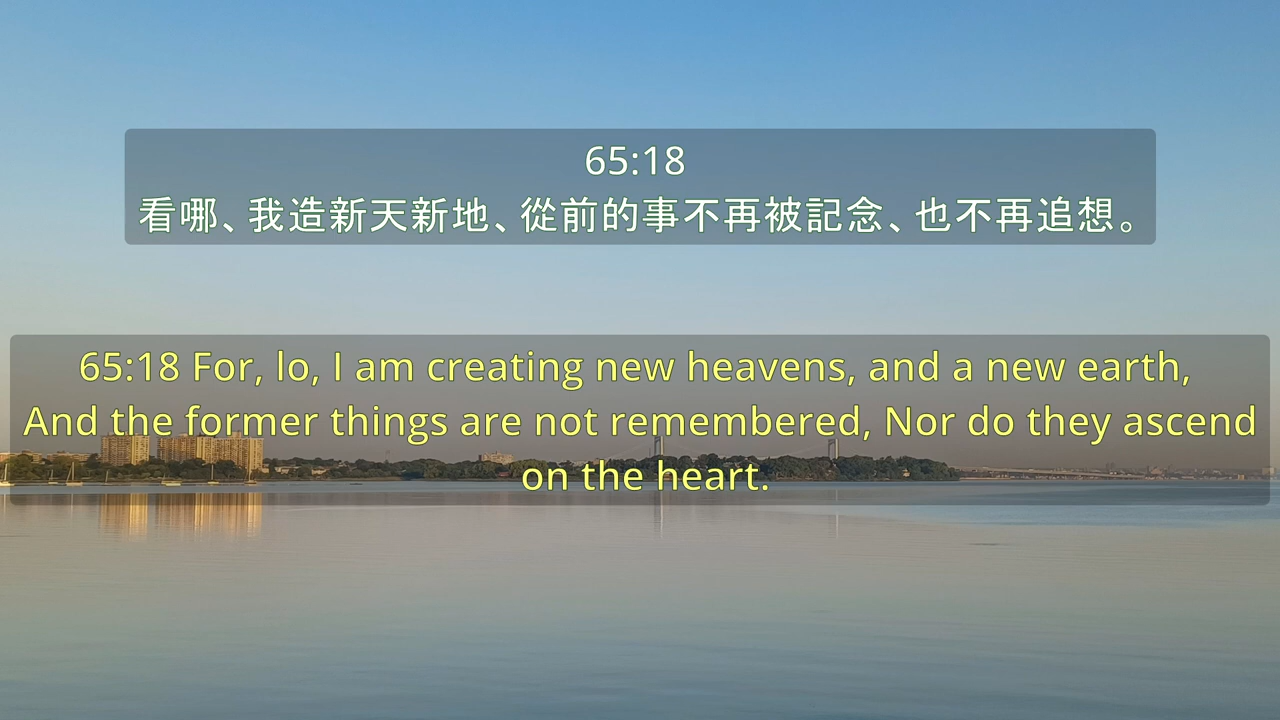 65:18
看哪、我造新天新地、從前的事不再被記念、也不再追想。
65:18 For, lo, I am creating new heavens, and a new earth,
And the former things are not remembered, Nor do they ascend
on the heart.